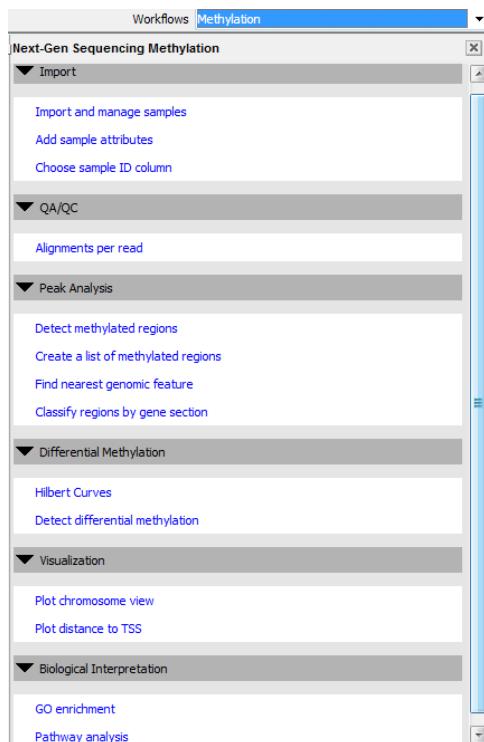 Workflows Methylation
Next-Gen Sequencing Methylation
Import
Import and manage samples
Add sample attributes
Choose sample ID column
QA/QC
Alignments per read
Peak Analysis
Detect methylated regions
Create a list of methylated regions
Find nearest genomic feature
Classify regions by gene section
Differential Methylation
Hilbert Curves
Detect differential methylation
Visualization
Plot chromosome view
Plot distance to TSS
Biological Interpretation
GO enrichment
Pathway analysis